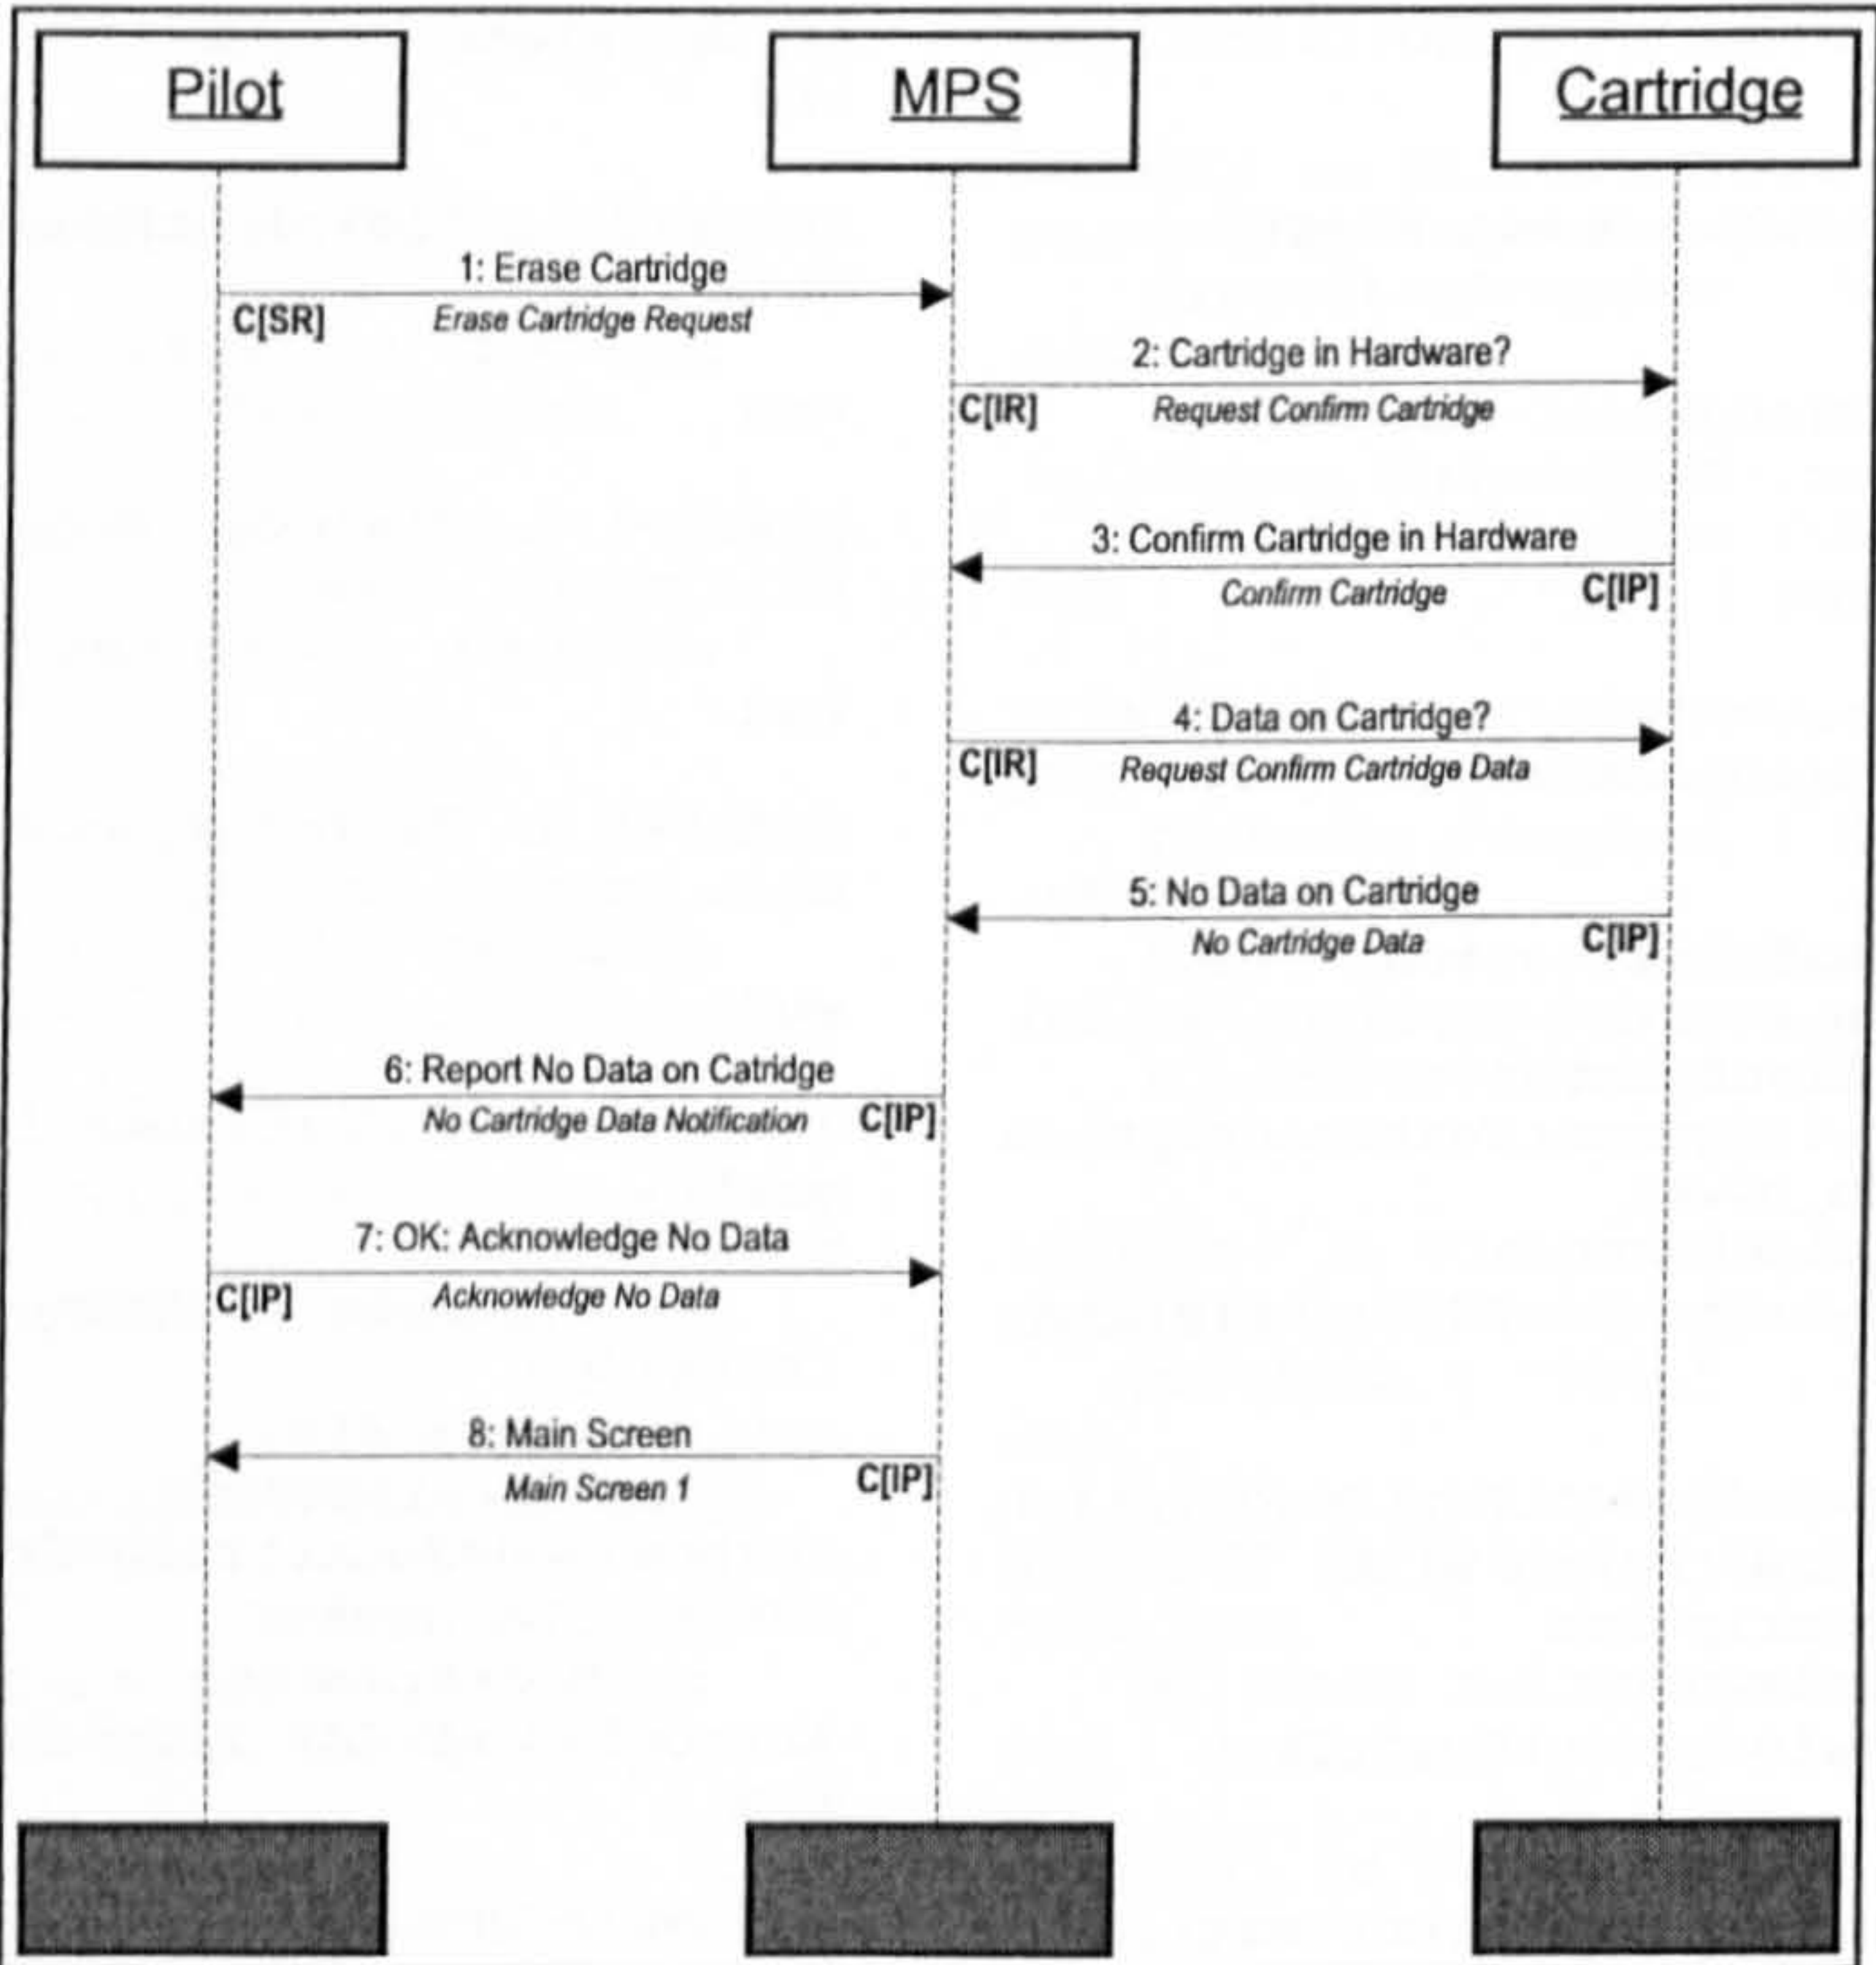 Pilot
MPS
Cartridge
1: Erase Cartridge
C[SR]
Erase Cartridge Request
2: Cartridge in Hardware?
C[IR]
Request Confirm Cartridge
3: Confirm Cartridge in Hardware
Confirm Cartridge
C[IP]
4: Data on Cartridge?
C[IR]
Request Confirm Cartridge Data
5: No Data on Cartridge
No Cartridge Data
C[IP]
6: Report No Data on Catridge
No Cartridge Data Notification
C[IP]
7: OK: Acknowledge No Data
C[IP]
Acknowledge No Data
8: Main Screen
Main Screen 1
C[IP]